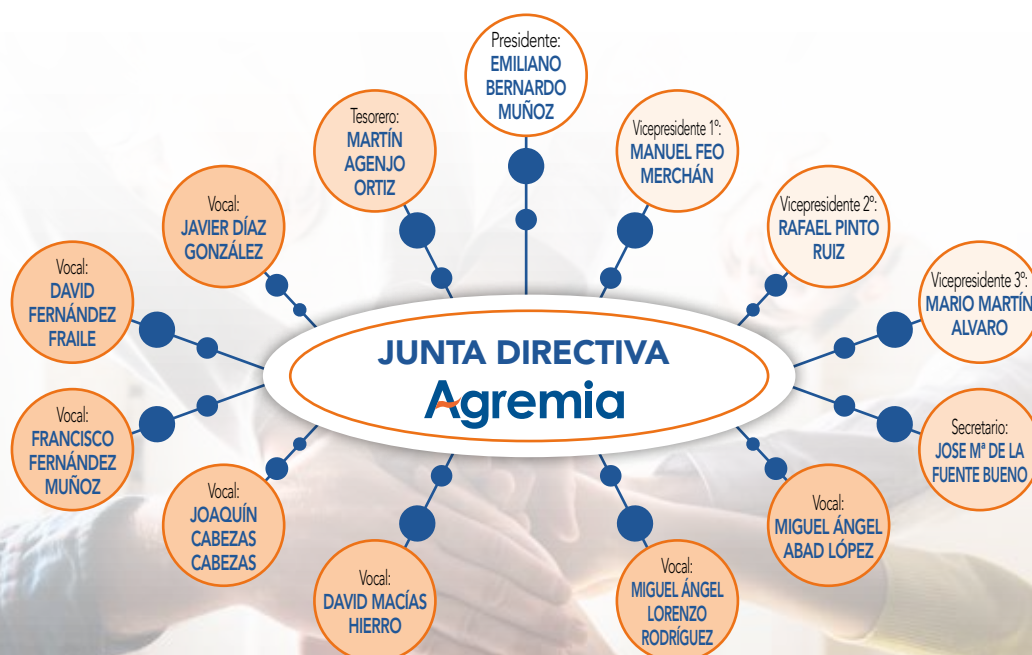 Presidente:
EMILIANO
BERNARDO
MUÑOZ
Vicepresidente 1º:
MANUEL FEO
MERCHÁN
Vicepresidente 2º:
RAFAEL PINTO
RUIZ
Vicepresidente 3º:
MARIO MARTÍN
ALVARO
Secretario:
JOSE Mª DE LA
FUENTE BUENO
Vocal:
MIGUEL ÁNGEL
ABAD LÓPEZ
Vocal:
MIGUEL ÁNGEL
LORENZO
RODRÍGUEZ
Vocal:
DAVID MACÍAS
HIERRO
Vocal:
JOAQUÍN
CABEZAS
CABEZAS
Vocal:
FRANCISCO
FERNÁNDEZ
MUÑOZ
Vocal:
DAVID
FERNÁNDEZ
FRAILE
Vocal:
JAVIER DÍAZ
GONZÁLEZ
Tesorero:
MARTÍN
AGENJO
ORTIZ
JUNTA DIRECTIVA
Agremia